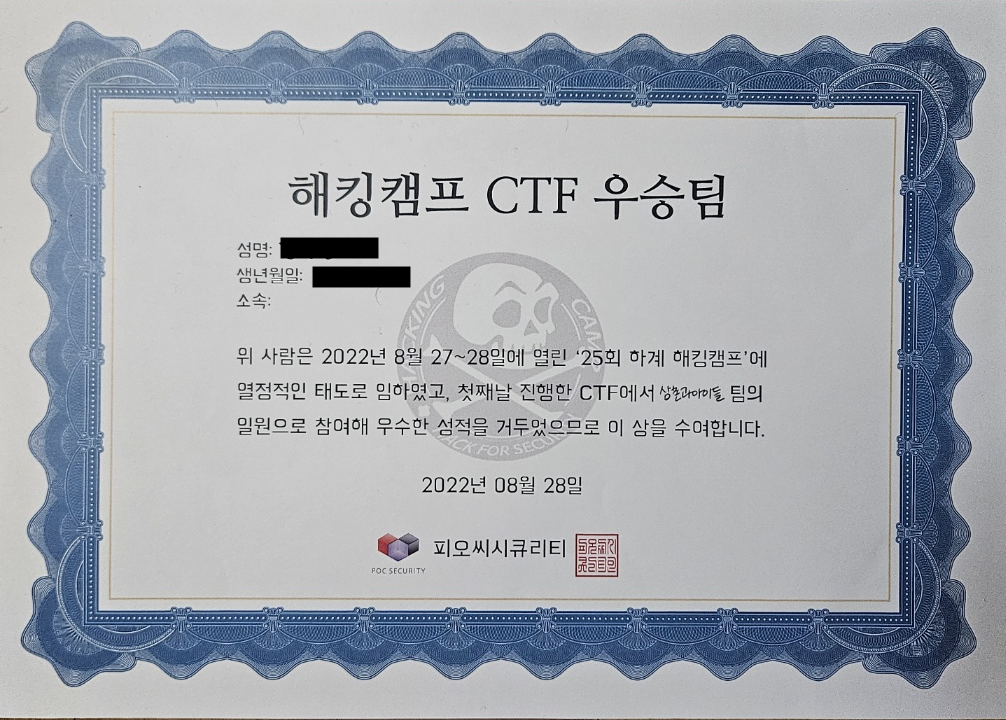 해킹캠프 CTF 우승팀
성명:
생년월일:
소속:
HACKING CAMP
위 사람은 2022년 8월 27~28일에 열린 '25회 하계 해킹캠프'에
열정적인 태도로 임하였고, 첫째날 진행한 CTF에서 팀의
일원으로 참여해 우수한 성적을 거두었으므로 이 상을 수여합니다.
HACK FOR SECURITY
2022년 08월 28일
피오씨시큐리티
POC SECURITY